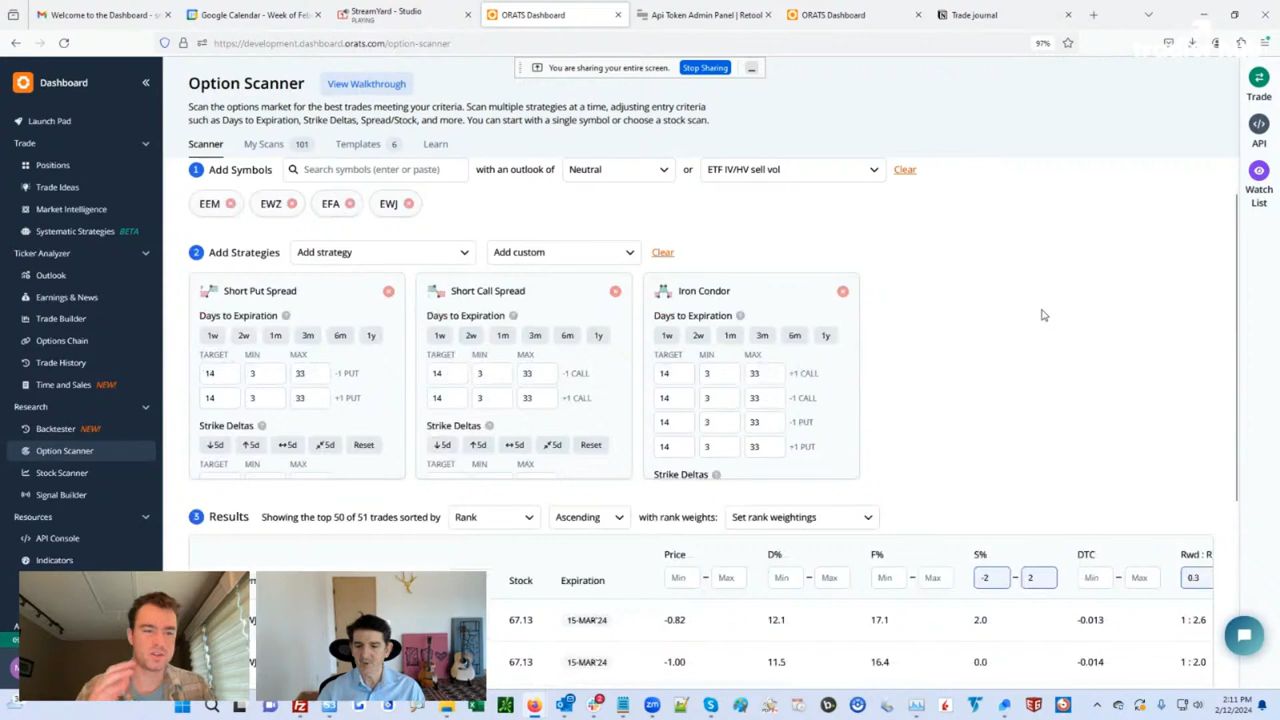 Welcome to the Dashboard - s
Google Calendar - Week of Feb
StreamYard - Studio
PLAYING
ORATS Dashboard
Api Token Admin Panel | Retool
ORATS Dashboard
Trade journal
https://development.dashboard.orats.com/option-scanner
97%
You are sharing your entire screen.
Stop Sharing
Dashboard
Launch Pad
Trade
Positions
Trade Ideas
Market Intelligence
Systematic Strategies BETA
Ticker Analyzer
Outlook
Earnings & News
Trade Builder
Options Chain
Trade History
Time and Sales NEW!
Research
Backtester NEW!
Option Scanner
Stock Scanner
Signal Builder
Resources
API Console
Indicators
Option Scanner
View Walkthrough
Scan the options market for the best trades meeting your criteria. Scan multiple strategies at a time, adjusting entry criteria
such as Days to Expiration, Strike Deltas, Spread/Stock, and more. You can start with a single symbol or choose a stock scan.
Scanner My Scans 101 Templates 6 Learn
1 Add Symbols Search symbols (enter or paste) with an outlook of Neutral or ETF IV/HV sell vol Clear
EEM EWZ EFA EWJ
2 Add Strategies Add strategy Add custom Clear
Short Put Spread
Days to Expiration
1w 2w 1m 3m 6m 1y
TARGET MIN MAX
14 3 33 -1 PUT
14 3 33 +1 PUT
Strike Deltas
↓5d ↑5d ↔5d 5d Reset
TARGET MIN MAX
Short Call Spread
Days to Expiration
1w 2w 1m 3m 6m 1y
TARGET MIN MAX
14 3 33 -1 CALL
14 3 33 +1 CALL
Strike Deltas
↓5d ↑5d ↔5d 5d Reset
TARGET MIN MAX
Iron Condor
Days to Expiration
1w 2w 1m 3m 6m 1y
TARGET MIN MAX
14 3 33 +1 CALL
14 3 33 -1 CALL
14 3 33 -1 PUT
14 3 33 +1 PUT
Strike Deltas
3 Results Showing the top 50 of 51 trades sorted by Rank Ascending with rank weights: Set rank weightings
Stock Expiration Price D% F% S% DTC Rwd : R
Min – Max Min – Max Min – Max -2 – 2 Min – Max 0.3
67.13 15-MAR'24 -0.82 12.1 17.1 2.0 -0.013 1 : 2.6
67.13 15-MAR'24 -1.00 11.5 16.4 0.0 -0.014 1 : 2.0
Trade
API
Watch
List
2:11 PM
2/12/2024